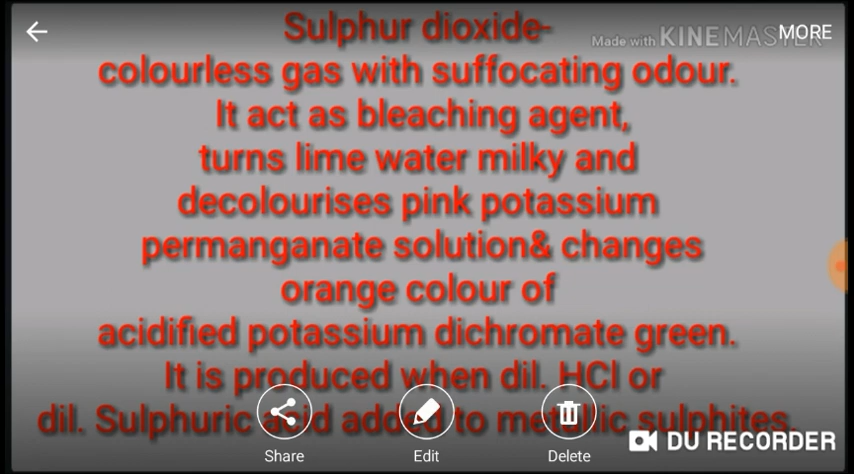 Sulphur dioxide-
Made with KINEMASTER
MORE
colourless gas with suffocating odour.
It act as bleaching agent,
turns lime water milky and
decolourises pink potassium
permanganate solution& changes
orange colour of
acidified potassium dichromate green.
It is produced when dil. HCl or
dil. Sulphuric acid added to metallic sulphites.
DU RECORDER
Share
Edit
Delete